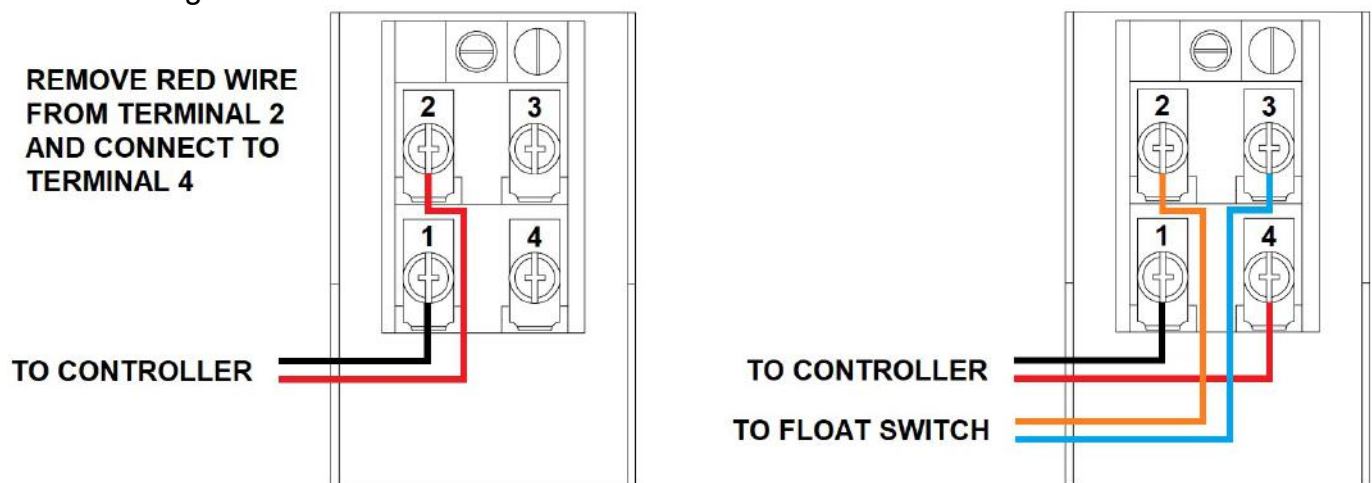 REMOVE RED WIRE
FROM TERMINAL 2
AND CONNECT TO
TERMINAL 4
2
3
1
4
TO CONTROLLER
2
3
1
4
TO CONTROLLER
TO FLOAT SWITCH